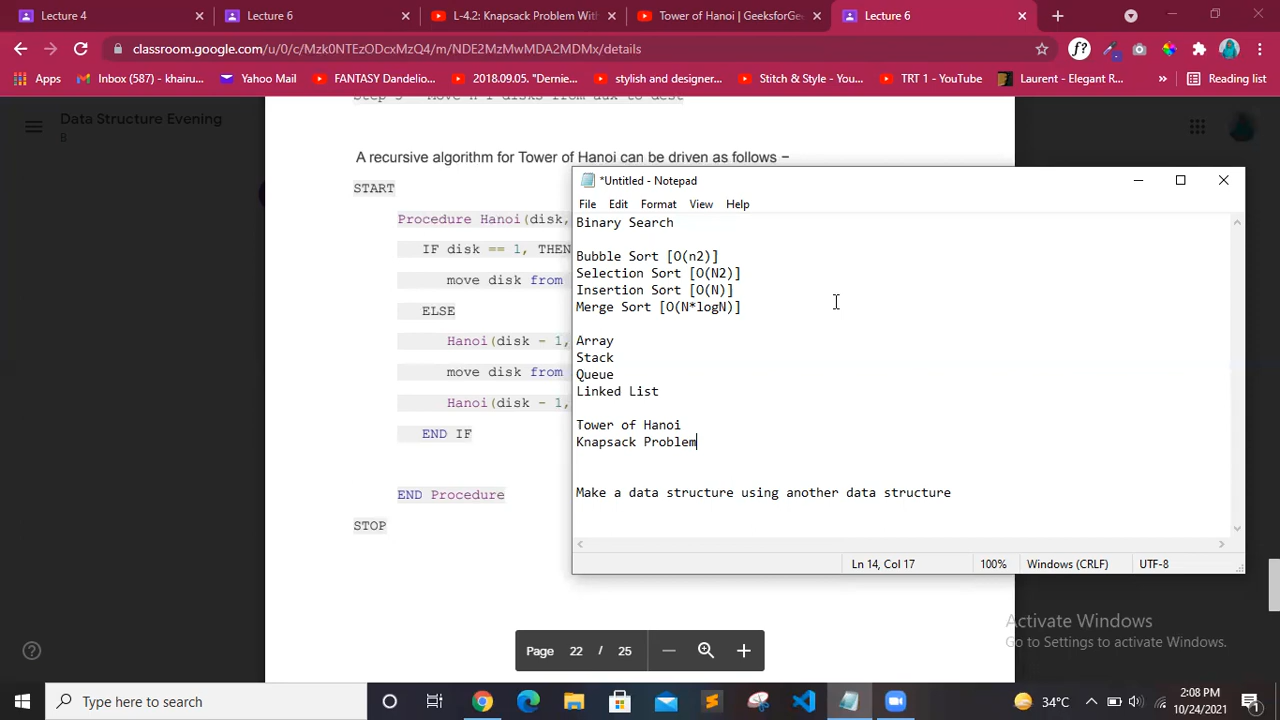 Lecture 4
Lecture 6
L-4.2: Knapsack Problem With
Tower of Hanoi | GeeksforGe
Lecture 6
classroom.google.com/u/0/c/Mzk0NTEzODcxMzQ4/m/NDE2MzMwMDA2MDMx/details
Apps
Inbox (587) - khairu...
Yahoo Mail
FANTASY Dandelio...
2018.09.05. "Dernie...
stylish and designer...
Stitch & Style - You...
TRT 1 - YouTube
Laurent - Elegant R...
»
Reading list
Data Structure Evening
B
A recursive algorithm for Tower of Hanoi can be driven as follows −
START
Procedure Hanoi(disk,
IF disk == 1, THEN
move disk from
ELSE
Hanoi(disk - 1,
move disk from
Hanoi(disk - 1,
END IF
END Procedure
STOP
*Untitled - Notepad
File Edit Format View Help
Binary Search
Bubble Sort [O(n2)]
Selection Sort [O(N2)]
Insertion Sort [O(N)]
Merge Sort [O(N*logN)]
Array
Stack
Queue
Linked List
Tower of Hanoi
Knapsack Problem
Make a data structure using another data structure
Ln 14, Col 17
100%
Windows (CRLF)
UTF-8
Activate Windows
Go to Settings to activate Windows.
Page 22 / 25
Type here to search
34°C
2:08 PM
10/24/2021
1